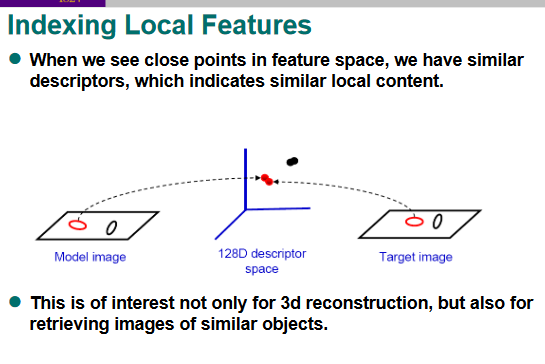 Indexing Local Features
When we see close points in feature space, we have similar
descriptors, which indicates similar local content.
Model image
128D descriptor
space
Target image
This is of interest not only for 3d reconstruction, but also for
retrieving images of similar objects.